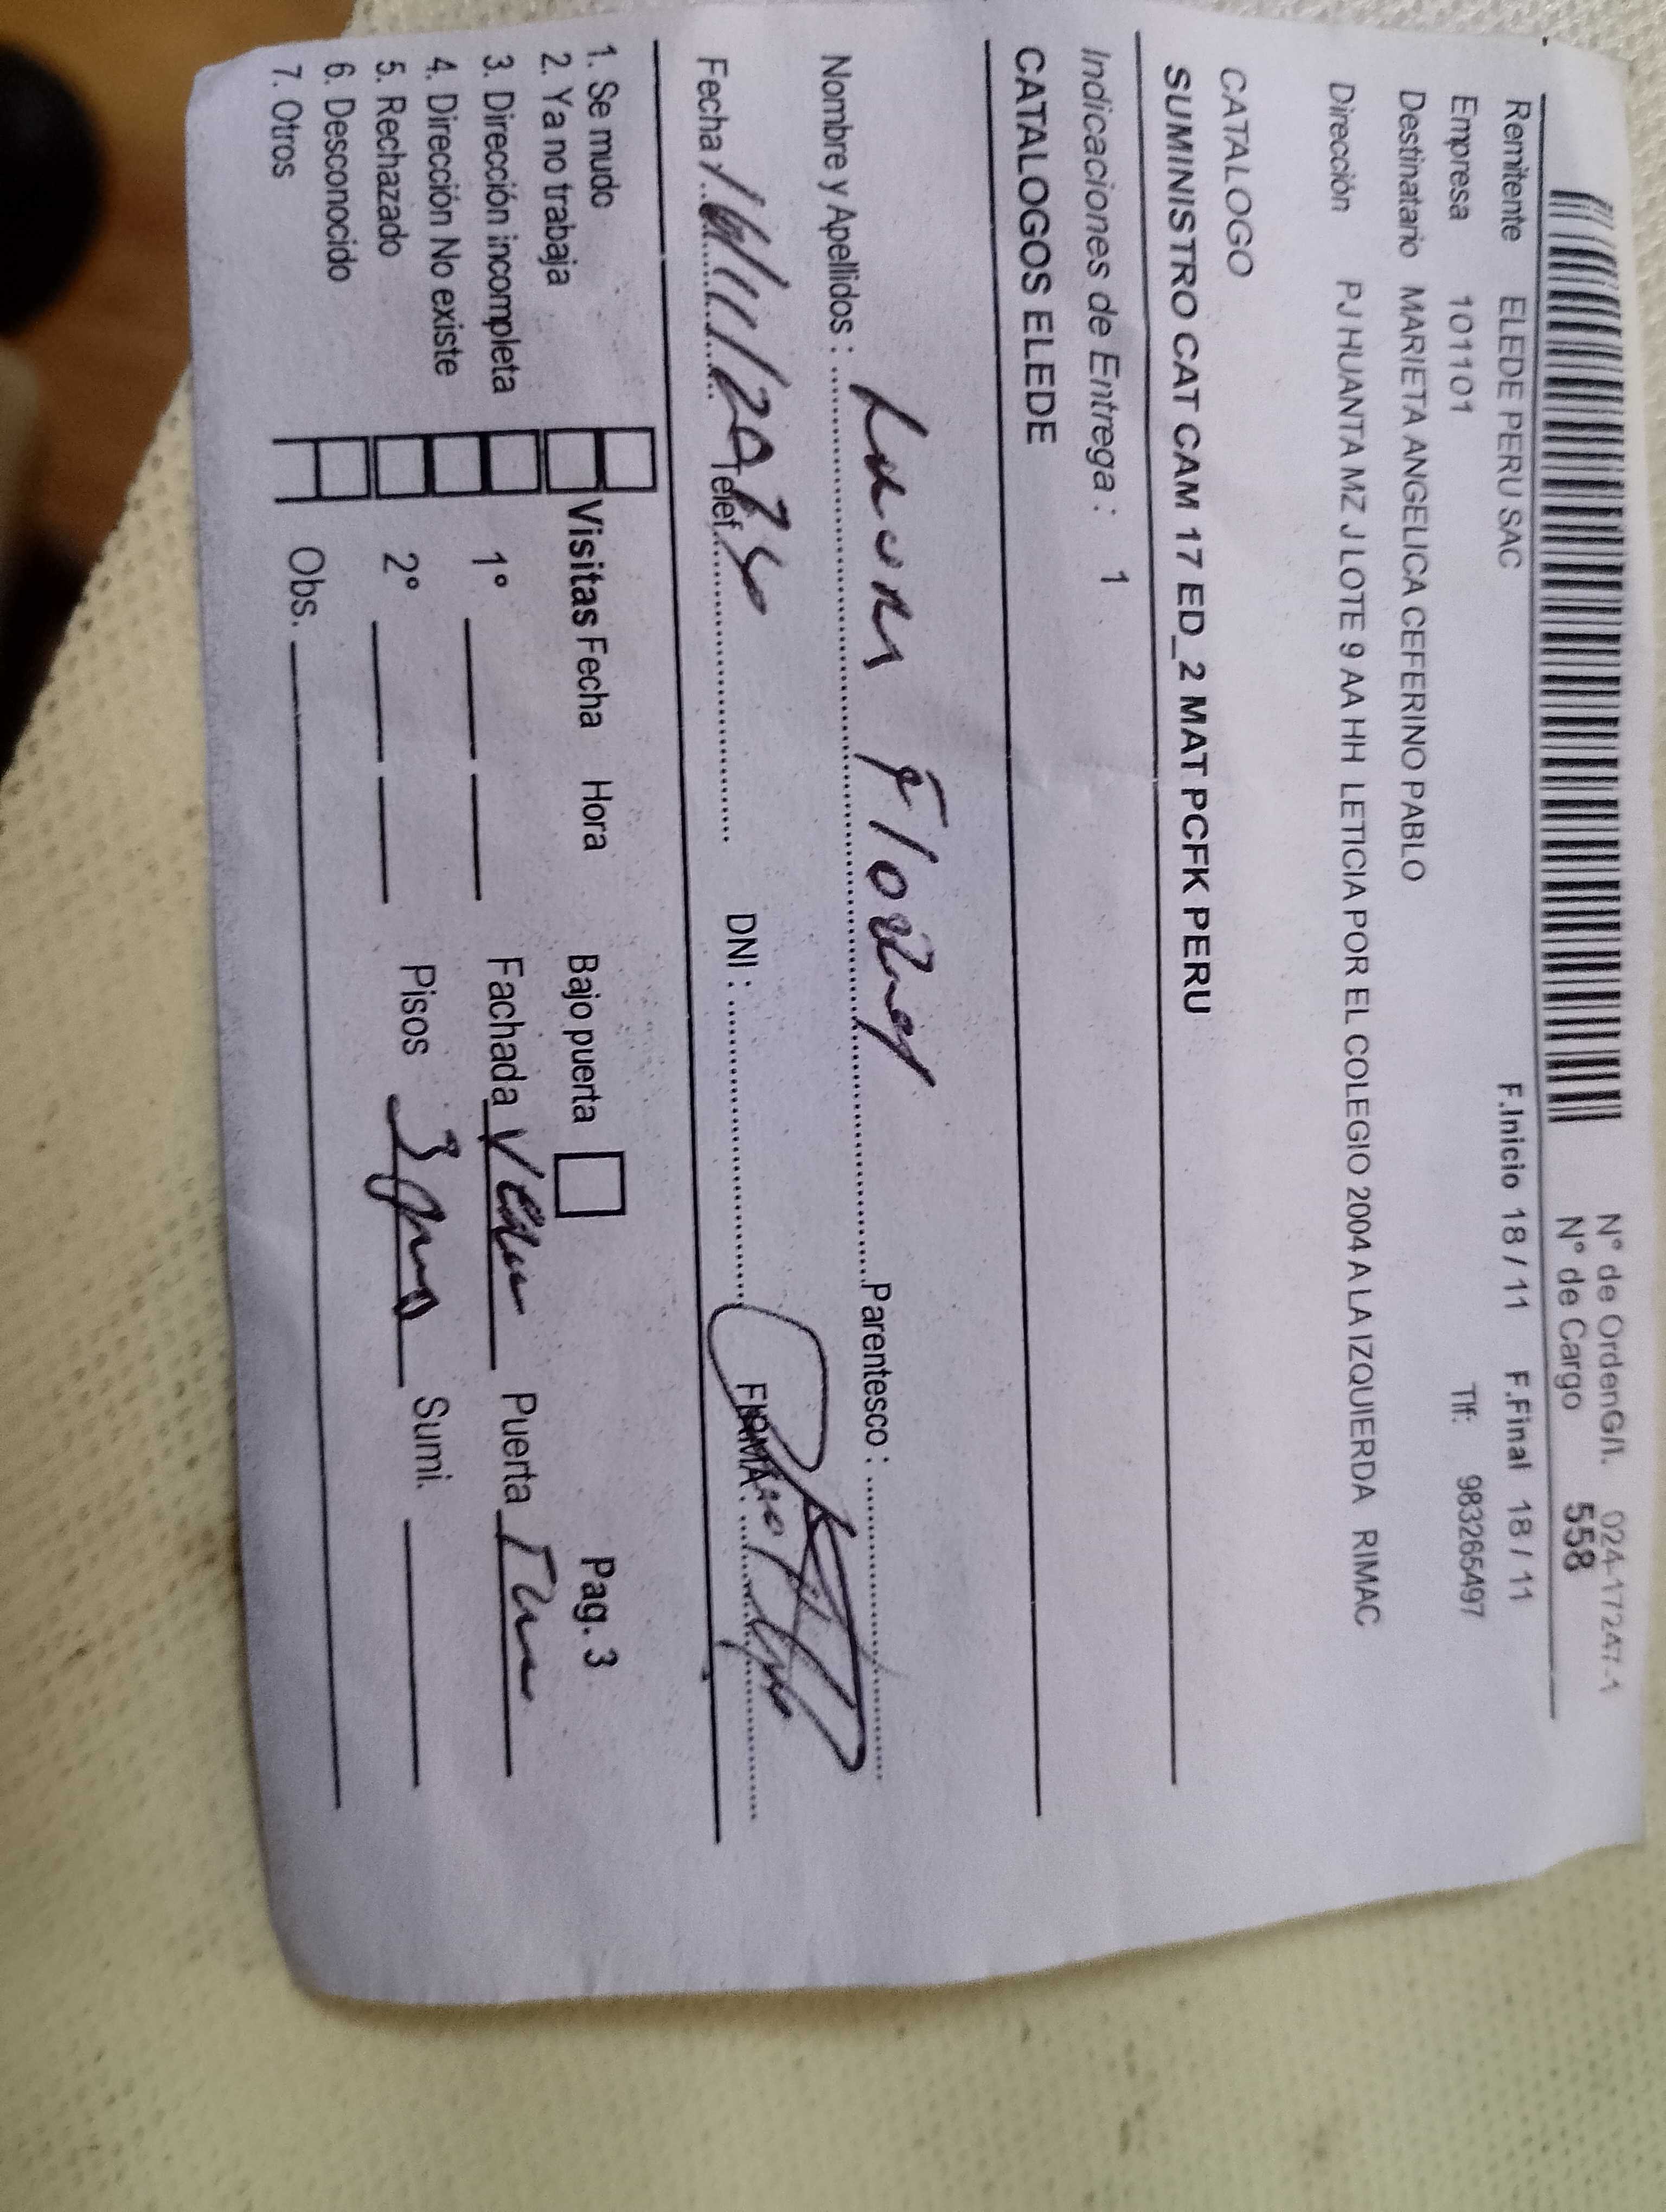 N° de OrdenG/I. 024-17247-1
N° de Cargo 558
Remitente ELEDE PERU SAC F.Inicio 18 / 11 F.Final 18 / 11
Empresa 101101 Tlf: 983265497
Destinatario MARIETA ANGELICA CEFERINO PABLO
Dirección PJ HUANTA MZ J LOTE 9 AA HH LETICIA POR EL COLEGIO 2004 A LA IZQUIERDA RIMAC
CATALOGO
SUMINISTRO CAT CAM 17 ED_2 MAT PCFK PERU
Indicaciones de Entrega : 1
CATALOGOS ELEDE
Nombre y Apellidos : Parentesco :
Fecha Telef. DNI : FIRMA :
1. Se mudo
2. Ya no trabaja
3. Dirección incompleta
4. Dirección No existe
5. Rechazado
6. Desconocido
7. Otros
Visitas Fecha Hora Bajo puerta Pag. 3
1° Fachada Puerta
2° Pisos 3 Sumi.
Obs.